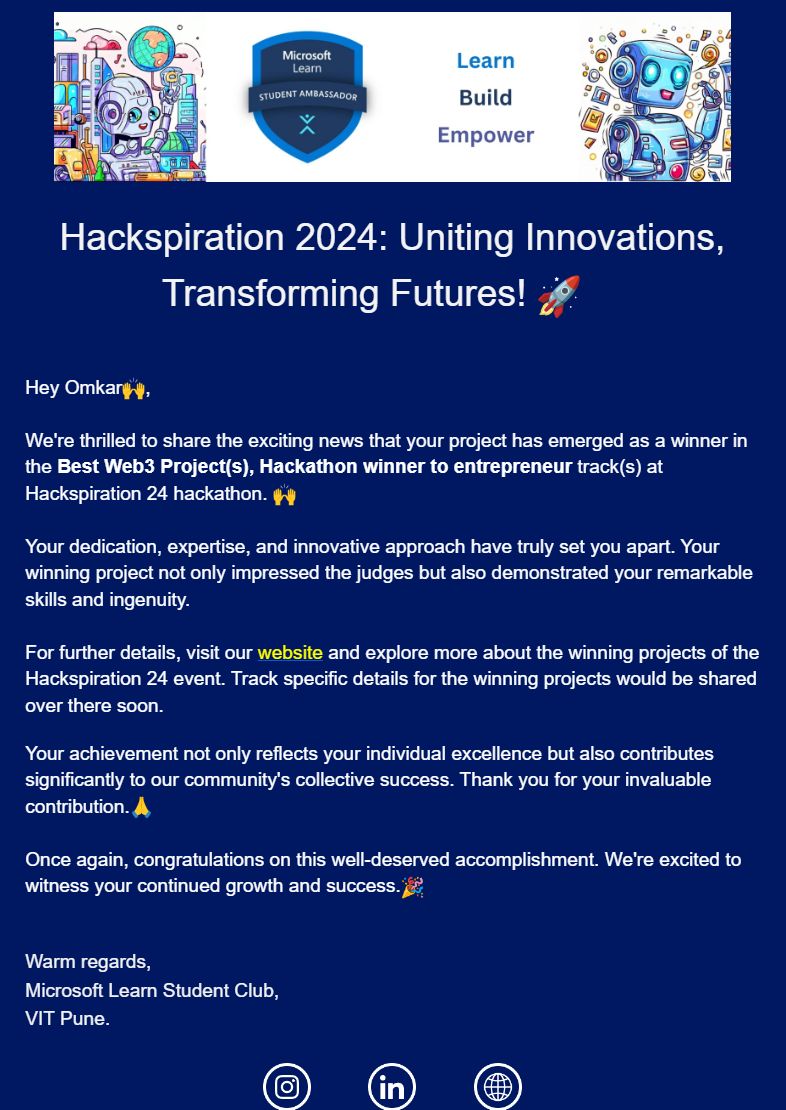 Microsoft
Learn
STUDENT AMBASSADOR
Learn
Build
Empower
Hackspiration 2024: Uniting Innovations,
Transforming Futures! 🚀
Hey Omkar🙌,
We're thrilled to share the exciting news that your project has emerged as a winner in
the Best Web3 Project(s), Hackathon winner to entrepreneur track(s) at
Hackspiration 24 hackathon. 🙌
Your dedication, expertise, and innovative approach have truly set you apart. Your
winning project not only impressed the judges but also demonstrated your remarkable
skills and ingenuity.
For further details, visit our website and explore more about the winning projects of the
Hackspiration 24 event. Track specific details for the winning projects would be shared
over there soon.
Your achievement not only reflects your individual excellence but also contributes
significantly to our community's collective success. Thank you for your invaluable
contribution.🙏
Once again, congratulations on this well-deserved accomplishment. We're excited to
witness your continued growth and success.🎉
Warm regards,
Microsoft Learn Student Club,
VIT Pune.
in